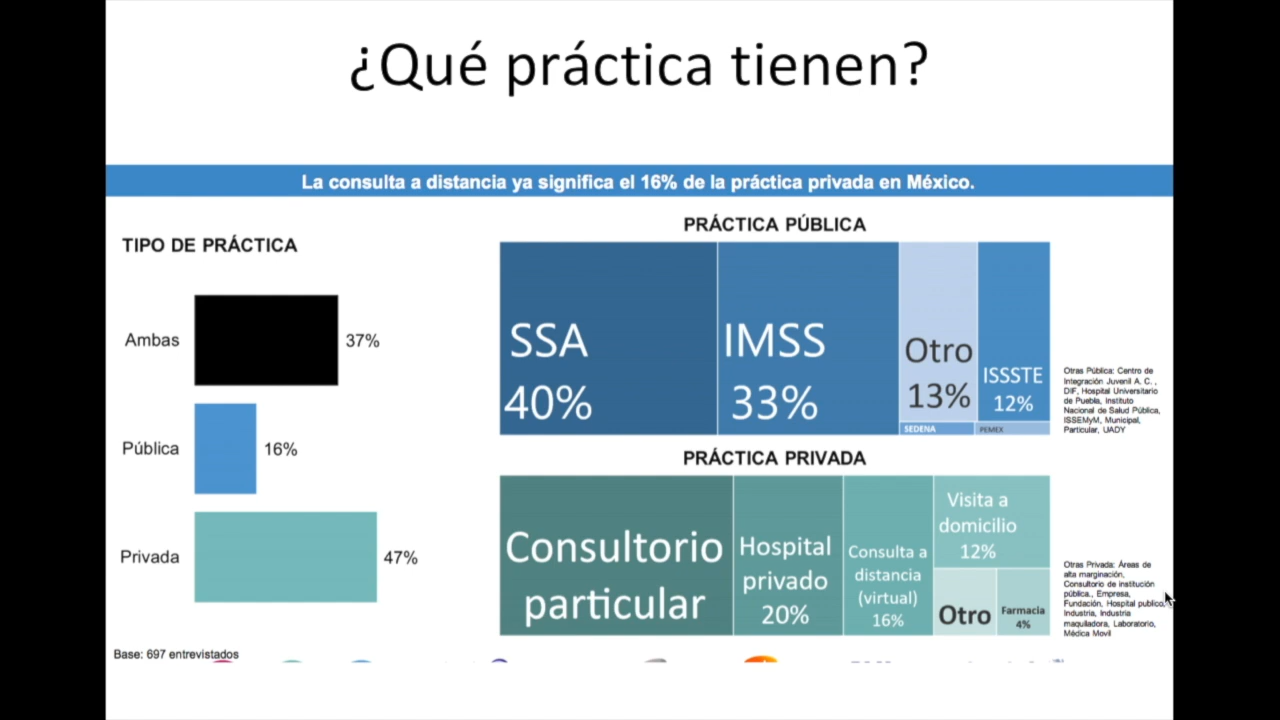 ¿Qué práctica tienen?
La consulta a distancia ya significa el 16% de la práctica privada en México.
TIPO DE PRÁCTICA
Ambas
37%
Pública
16%
Privada
47%
Base: 697 entrevistados
PRÁCTICA PÚBLICA
SSA
40%
IMSS
33%
Otro
13%
ISSSTE
12%
SEDENA
PEMEX
Otras Pública: Centro de
Integración Juvenil A. C. ,
DIF, Hospital Universitario
de Puebla, Instituto
Nacional de Salud Pública,
ISSEMyM, Municipal,
Particular, UADY
PRÁCTICA PRIVADA
Consultorio
particular
Hospital
privado
20%
Consulta a
distancia
(virtual)
16%
Visita a
domicilio
12%
Otro
Farmacia
4%
Otras Privada: Áreas de
alta marginación,
Consultorio de institución
pública., Empresa,
Fundación, Hospital publico,
Industria, Industria
maquiladora, Laboratorio,
Médica Movil